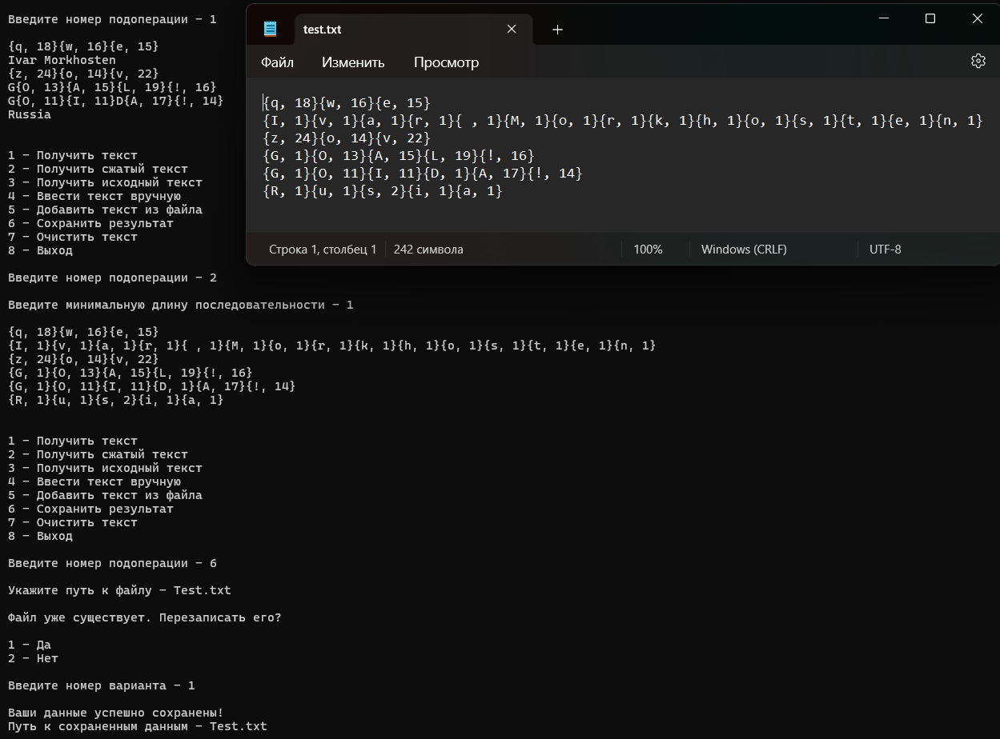 Введите номер подоперации - 1
{q, 18}{w, 16}{e, 15}
Ivar Morkhosten
{z, 24}{o, 14}{v, 22}
G{O, 13}{A, 15}{L, 19}{!, 16}
G{O, 11}{I, 11}D{A, 17}{!, 14}
Russia
1 - Получить текст
2 - Получить сжатый текст
3 - Получить исходный текст
4 - Ввести текст вручную
5 - Добавить текст из файла
6 - Сохранить результат
7 - Очистить текст
8 - Выход
test.txt
Файл Изменить Просмотр
{q, 18}{w, 16}{e, 15}
{I, 1}{v, 1}{a, 1}{r, 1}{ , 1}{M, 1}{o, 1}{r, 1}{k, 1}{h, 1}{o, 1}{s, 1}{t, 1}{e, 1}{n, 1}
{z, 24}{o, 14}{v, 22}
{G, 1}{O, 13}{A, 15}{L, 19}{!, 16}
{G, 1}{O, 11}{I, 11}{D, 1}{A, 17}{!, 14}
{R, 1}{u, 1}{s, 2}{i, 1}{a, 1}
Строка 1, столбец 1 242 символа 100% Windows (CRLF) UTF-8
Введите номер подоперации - 2
Введите минимальную длину последовательности - 1
{q, 18}{w, 16}{e, 15}
{I, 1}{v, 1}{a, 1}{r, 1}{ , 1}{M, 1}{o, 1}{r, 1}{k, 1}{h, 1}{o, 1}{s, 1}{t, 1}{e, 1}{n, 1}
{z, 24}{o, 14}{v, 22}
{G, 1}{O, 13}{A, 15}{L, 19}{!, 16}
{G, 1}{O, 11}{I, 11}{D, 1}{A, 17}{!, 14}
{R, 1}{u, 1}{s, 2}{i, 1}{a, 1}
1 - Получить текст
2 - Получить сжатый текст
3 - Получить исходный текст
4 - Ввести текст вручную
5 - Добавить текст из файла
6 - Сохранить результат
7 - Очистить текст
8 - Выход
Введите номер подоперации - 6
Укажите путь к файлу - Test.txt
Файл уже существует. Перезаписать его?
1 - Да
2 - Нет
Введите номер варианта - 1
Ваши данные успешно сохранены!
Путь к сохраненным данным - Test.txt